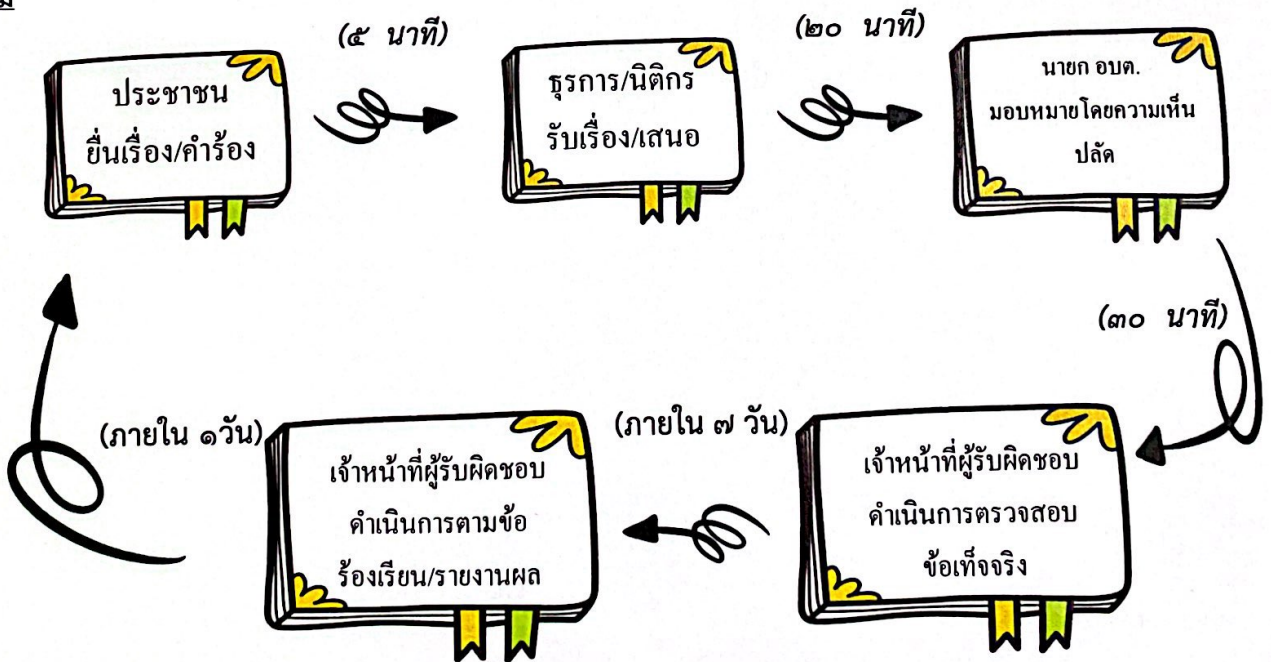 (๕ นาที)
(๒๐ นาที)
ประชาชน
ยื่นเรื่อง/คำร้อง
ธุรการ/นิติกร
รับเรื่อง/เสนอ
นายก อบต.
มอบหมายโดยความเห็น
ปลัด
(๓๐ นาที)
(ภายใน ๑วัน)
(ภายใน ๗ วัน)
เจ้าหน้าที่ผู้รับผิดชอบ
ดำเนินการตามข้อ
ร้องเรียน/รายงานผล
เจ้าหน้าที่ผู้รับผิดชอบ
ดำเนินการตรวจสอบ
ข้อเท็จจริง